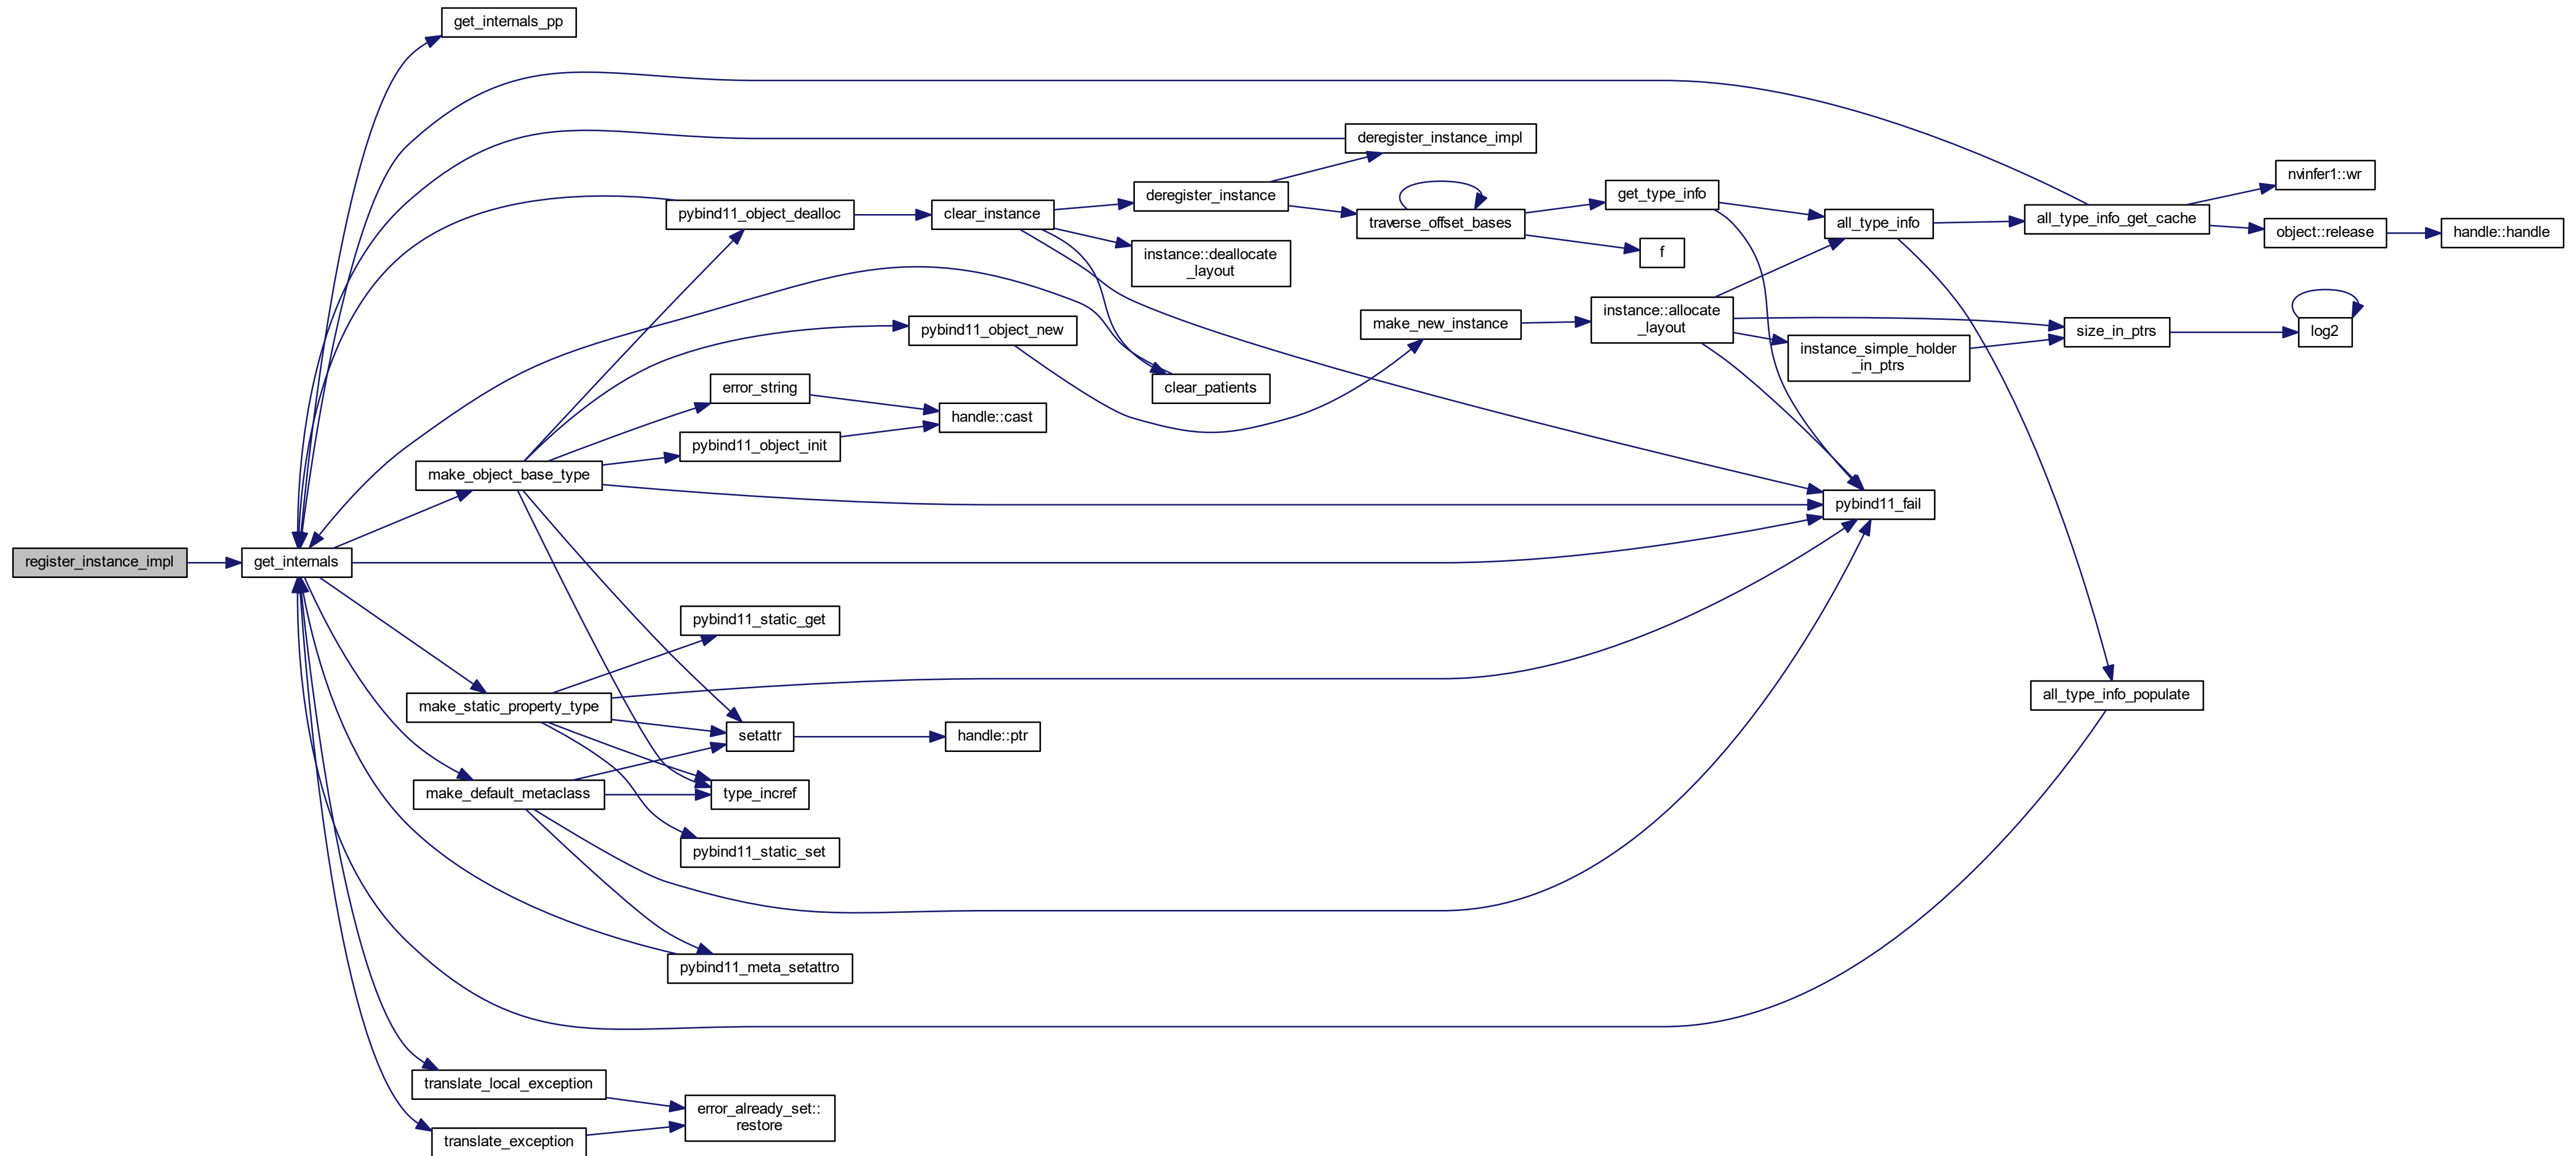 get_internals_pp
deregister_instance_impl
nvinfer1::wr
deregister_instance
get_type_info
pybind11_object_dealloc
clear_instance
traverse_offset_bases
all_type_info
all_type_info_get_cache
object::release
handle::handle
f
instance::deallocate
_layout
make_new_instance
instance::allocate
_layout
pybind11_object_new
size_in_ptrs
log2
instance_simple_holder
_in_ptrs
error_string
clear_patients
handle::cast
pybind11_object_init
make_object_base_type
pybind11_fail
register_instance_impl
get_internals
pybind11_static_get
make_static_property_type
all_type_info_populate
setattr
handle::ptr
make_default_metaclass
type_incref
pybind11_static_set
pybind11_meta_setattro
translate_local_exception
error_already_set::
restore
translate_exception